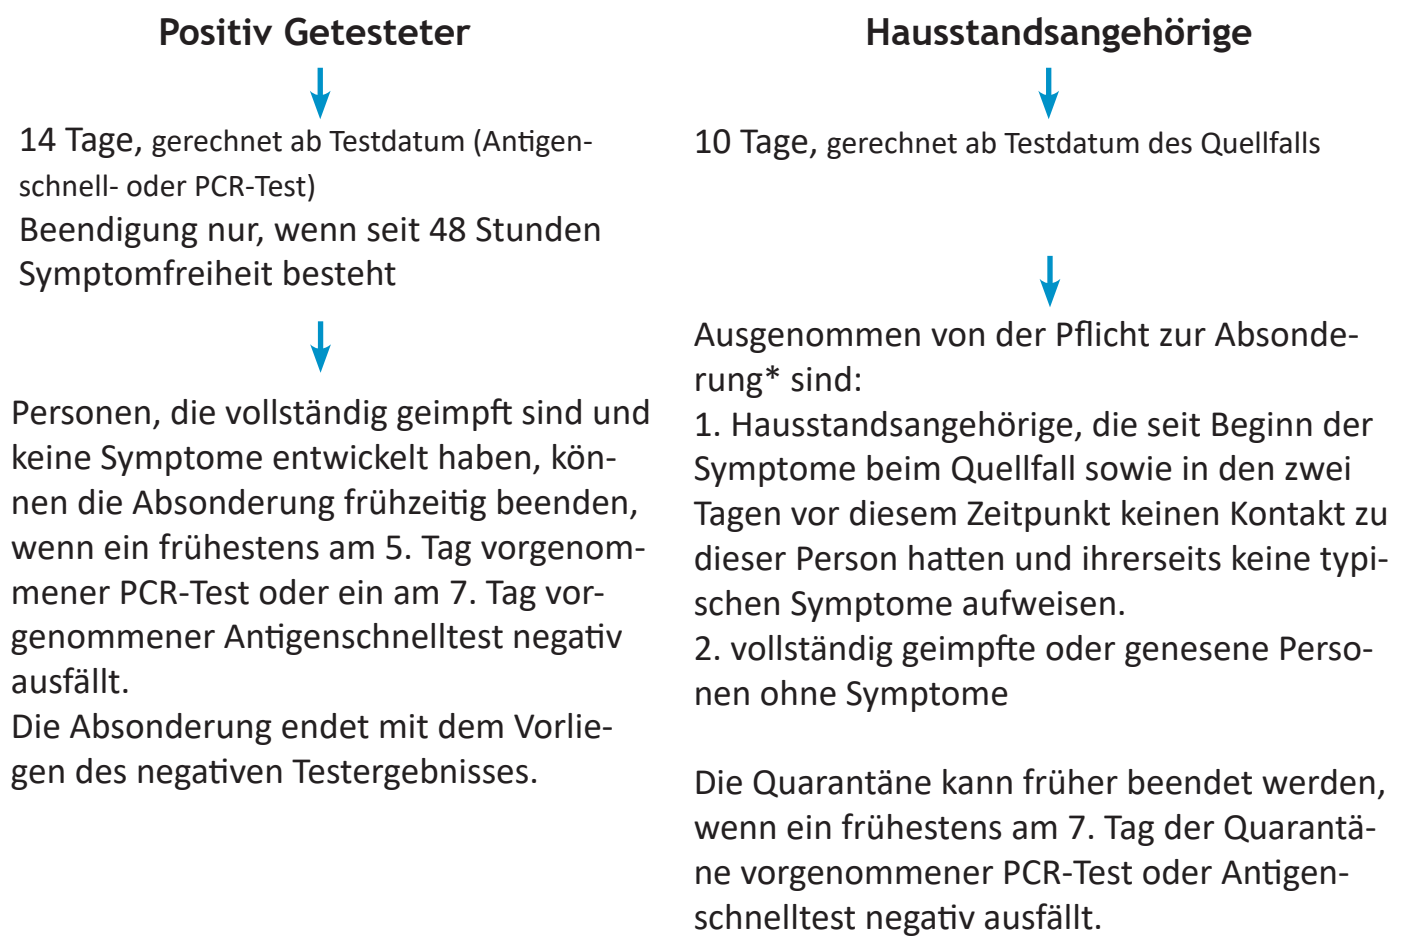 Positiv Getesteter
14 Tage, gerechnet ab Testdatum (Antigen-
schnell- oder PCR-Test)
Beendigung nur, wenn seit 48 Stunden
Symptomfreiheit besteht
Personen, die vollständig geimpft sind und
keine Symptome entwickelt haben, kön-
nen die Absonderung frühzeitig beenden,
wenn ein frühestens am 5. Tag vorgenom-
mener PCR-Test oder ein am 7. Tag vor-
genommener Antigenschnelltest negativ
ausfällt.
Die Absonderung endet mit dem Vorlie-
gen des negativen Testergebnisses.
Hausstandsangehörige
10 Tage, gerechnet ab Testdatum des Quellfalls
Ausgenommen von der Pflicht zur Absonde-
rung* sind:
1. Hausstandsangehörige, die seit Beginn der
Symptome beim Quellfall sowie in den zwei
Tagen vor diesem Zeitpunkt keinen Kontakt zu
dieser Person hatten und ihrerseits keine typi-
schen Symptome aufweisen.
2. vollständig geimpfte oder genesene Perso-
nen ohne Symptome
Die Quarantäne kann früher beendet werden,
wenn ein frühestens am 7. Tag der Quarantä-
ne vorgenommener PCR-Test oder Antigen-
schnelltest negativ ausfällt.